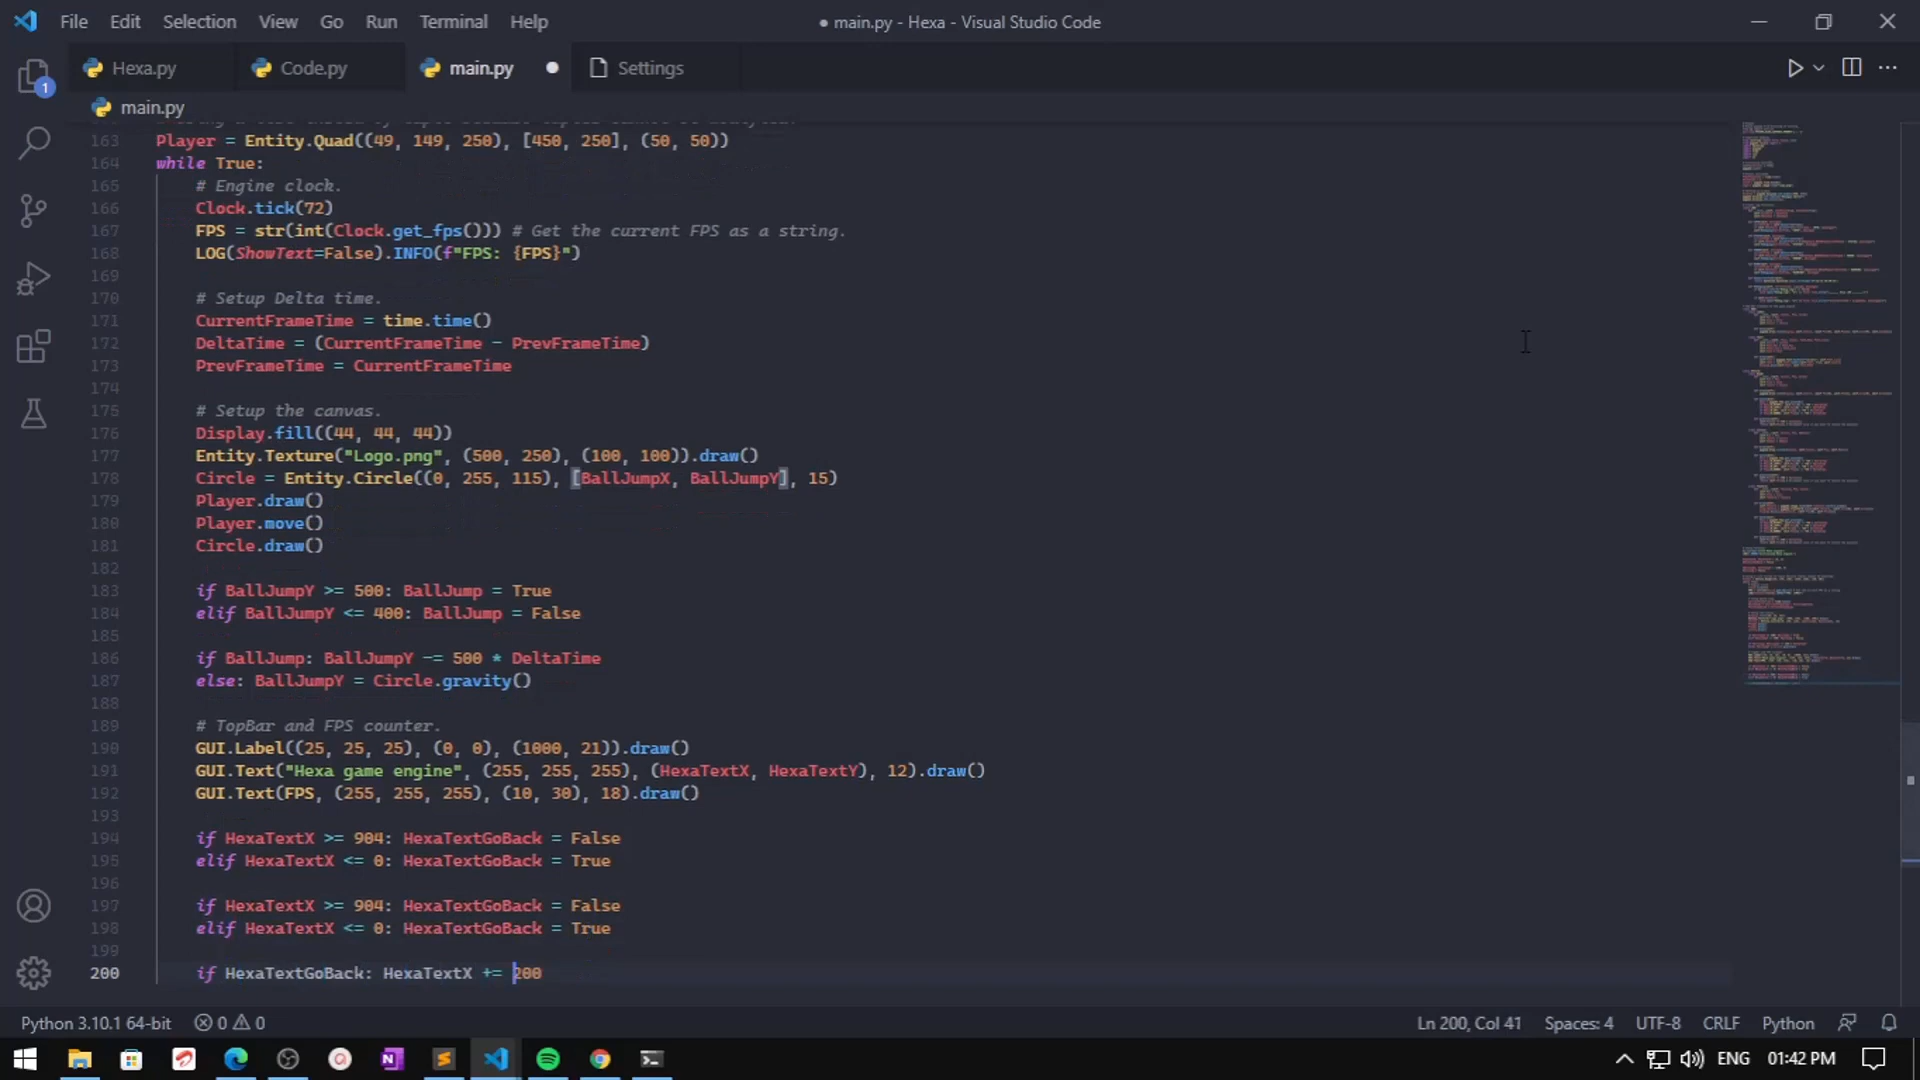 File Edit Selection View Go Run Terminal Help
● main.py - Hexa - Visual Studio Code
Hexa.py Code.py main.py Settings
main.py
163 Player = Entity.Quad((49, 149, 250), [450, 250], (50, 50))
164 while True:
165 # Engine clock.
166 Clock.tick(72)
167 FPS = str(int(Clock.get_fps())) # Get the current FPS as a string.
168 LOG(ShowText=False).INFO(f"FPS: {FPS}")
169
170 # Setup Delta time.
171 CurrentFrameTime = time.time()
172 DeltaTime = (CurrentFrameTime - PrevFrameTime)
173 PrevFrameTime = CurrentFrameTime
174
175 # Setup the canvas.
176 Display.fill((44, 44, 44))
177 Entity.Texture("Logo.png", (500, 250), (100, 100)).draw()
178 Circle = Entity.Circle((0, 255, 115), [BallJumpX, BallJumpY], 15)
179 Player.draw()
180 Player.move()
181 Circle.draw()
182
183 if BallJumpY >= 500: BallJump = True
184 elif BallJumpY <= 400: BallJump = False
185
186 if BallJump: BallJumpY -= 500 * DeltaTime
187 else: BallJumpY = Circle.gravity()
188
189 # TopBar and FPS counter.
190 GUI.Label((25, 25, 25), (0, 0), (1000, 21)).draw()
191 GUI.Text("Hexa game engine", (255, 255, 255), (HexaTextX, HexaTextY), 12).draw()
192 GUI.Text(FPS, (255, 255, 255), (10, 30), 18).draw()
193
194 if HexaTextX >= 904: HexaTextGoBack = False
195 elif HexaTextX <= 0: HexaTextGoBack = True
196
197 if HexaTextX >= 904: HexaTextGoBack = False
198 elif HexaTextX <= 0: HexaTextGoBack = True
199
200 if HexaTextGoBack: HexaTextX += 200
Python 3.10.1 64-bit 0 0 Ln 200, Col 41 Spaces: 4 UTF-8 CRLF Python
ENG 01:42 PM